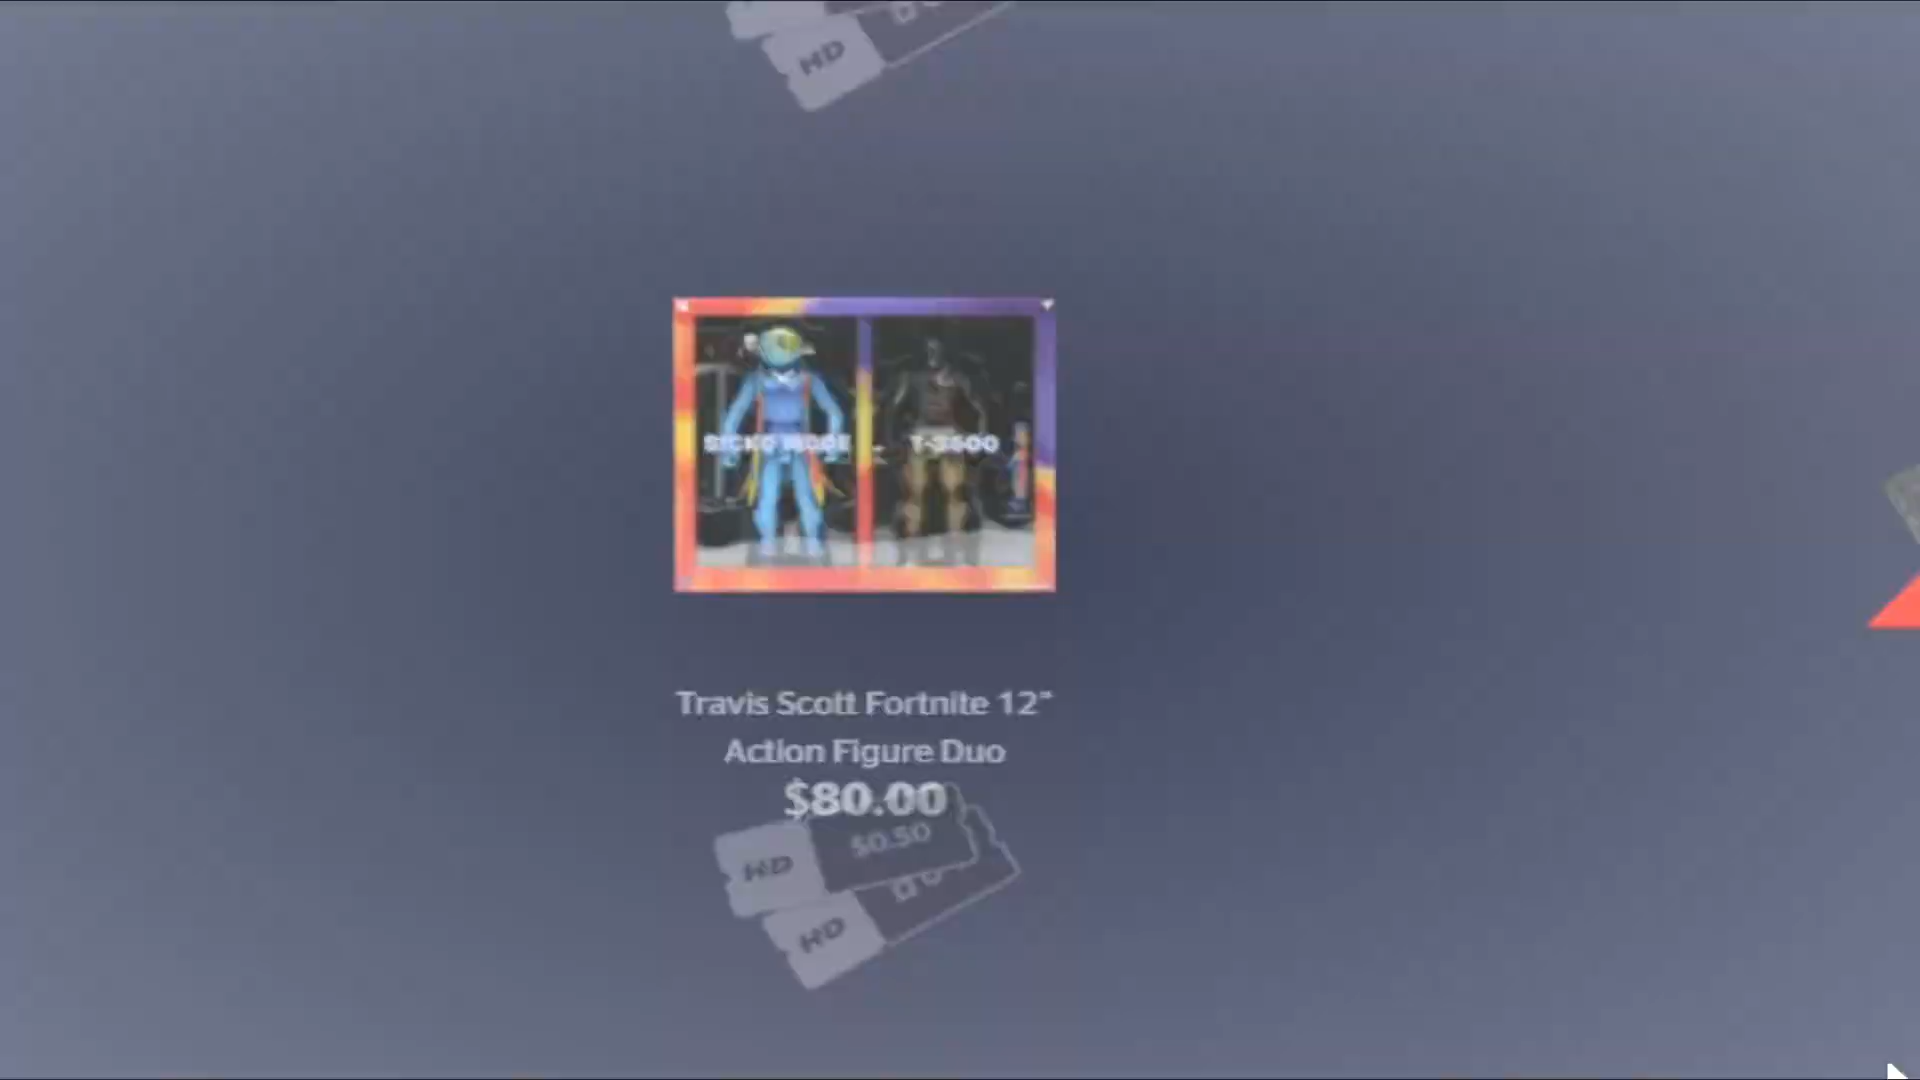 HD
SICKO MODE
T-3500
Travis Scott Fortnite 12"
Action Figure Duo
$80.00
$0.50
HD
HD